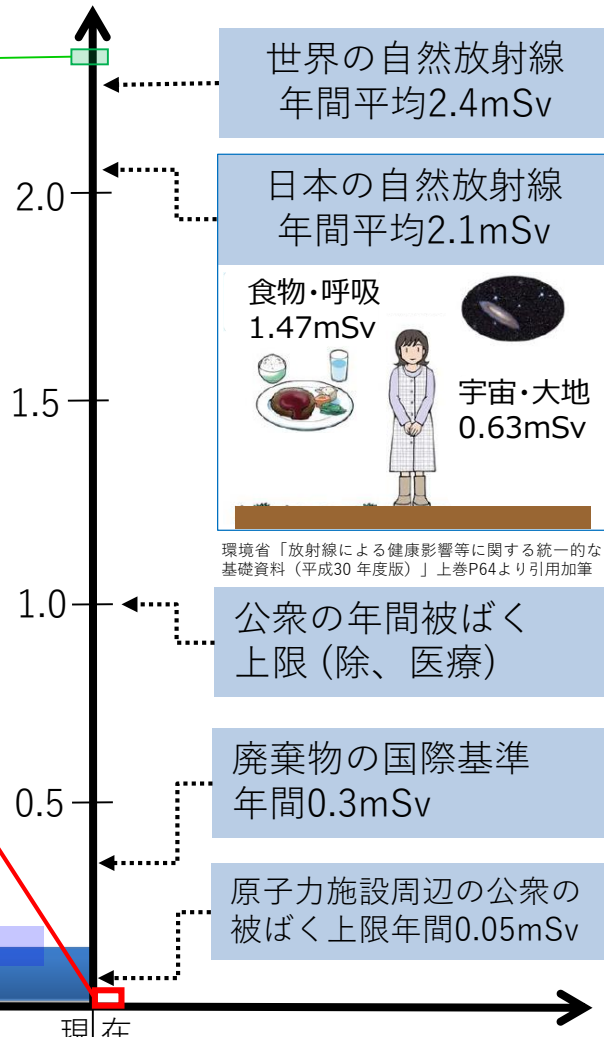 世界の自然放射線
年間平均2.4mSv
2.0
日本の自然放射線
年間平均2.1mSv
食物・呼吸
1.47mSv
宇宙・大地
0.63mSv
1.5
環境省「放射線による健康影響等に関する統一的な
基礎資料（平成30 年度版）」上巻P64より引用加筆
1.0
公衆の年間被ばく
上限 (除、医療)
廃棄物の国際基準
年間0.3mSv
0.5
原子力施設周辺の公衆の
被ばく上限年間0.05mSv
現在